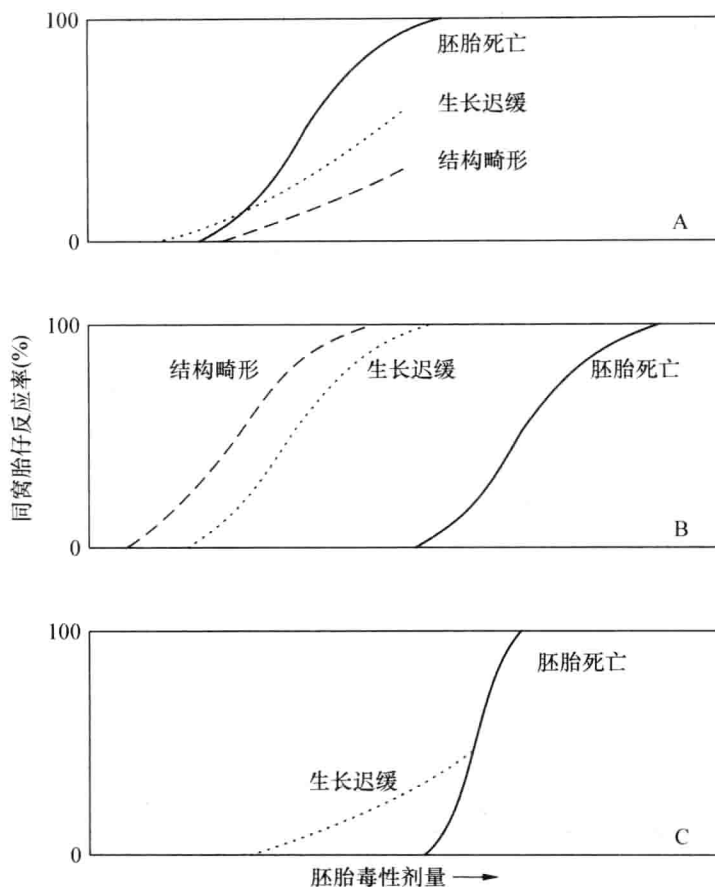 100
胚胎死亡
生长迟缓
结构畸形
A
0
100
结构畸形
生长迟缓
胚胎死亡
B
0
同窝胎仔反应率(%)
100
胚胎死亡
生长迟缓
C
0
胚胎毒性剂量